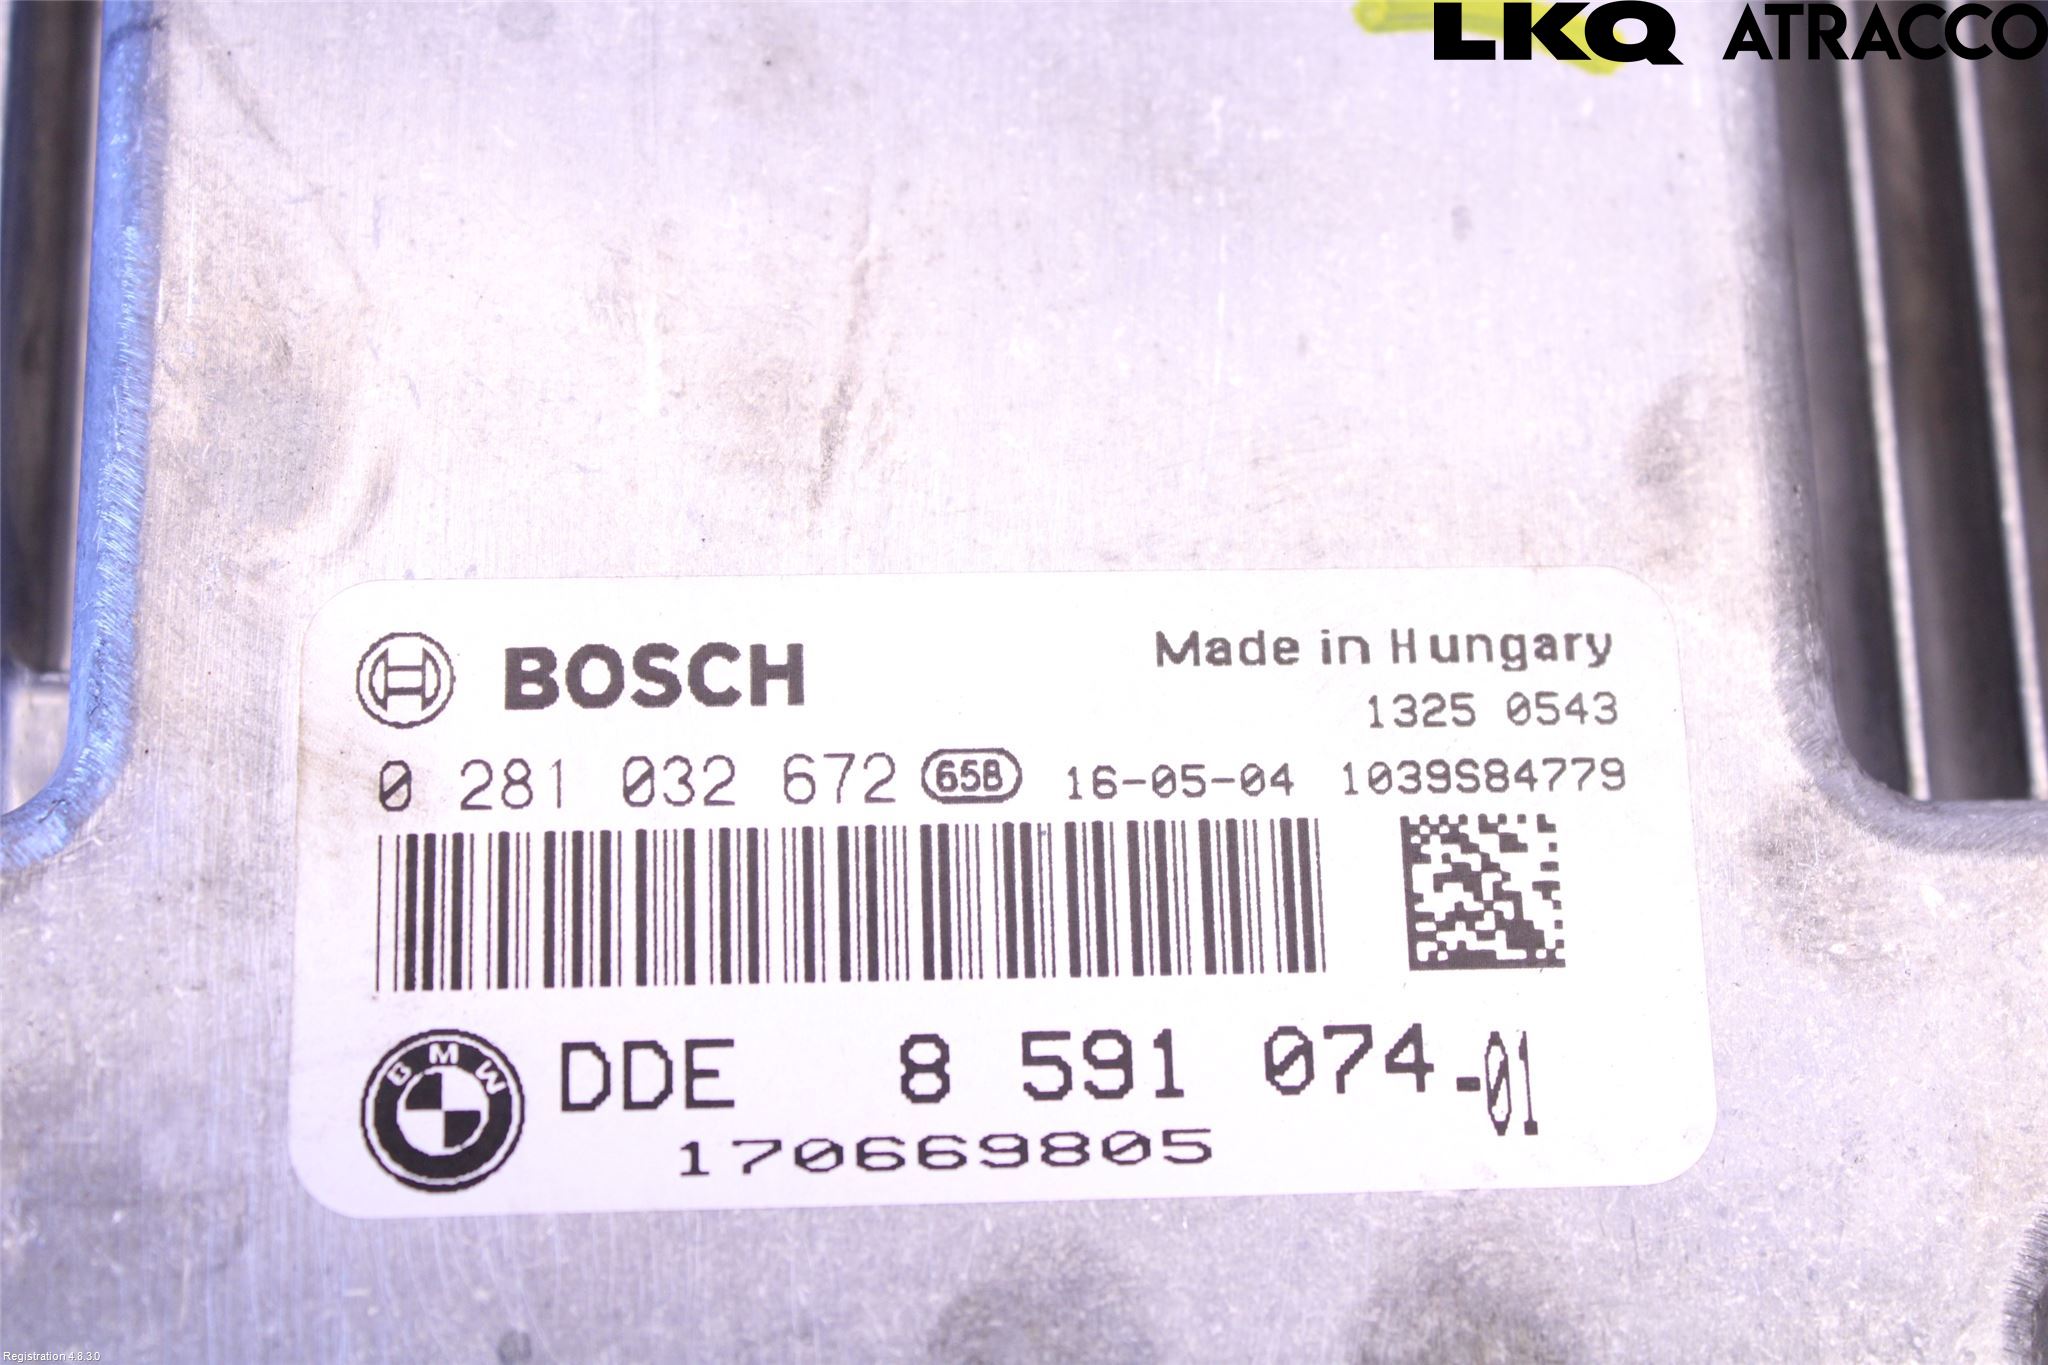 LKQ ATRACCO
BOSCH
Made in Hungary
1325 0543
0 281 032 672 65B 16-05-04 1039S84779
BMW
DDE 8 591 074-01
170669805
Registration 4.8.3.0